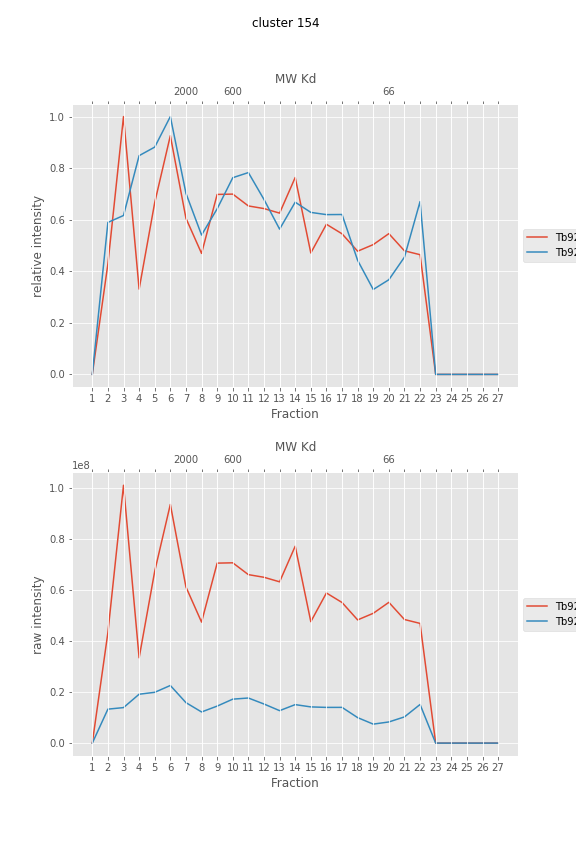 cluster 154
MW Kd
2000 600 66
1.0
0.8
0.6
0.4
0.2
0.0
relative intensity
Tb92
Tb92
1 2 3 4 5 6 7 8 9 10 11 12 13 14 15 16 17 18 19 20 21 22 23 24 25 26 27
Fraction
MW Kd
2000 600 66
1e8
1.0
0.8
0.6
0.4
0.2
0.0
raw intensity
Tb92
Tb92
1 2 3 4 5 6 7 8 9 10 11 12 13 14 15 16 17 18 19 20 21 22 23 24 25 26 27
Fraction